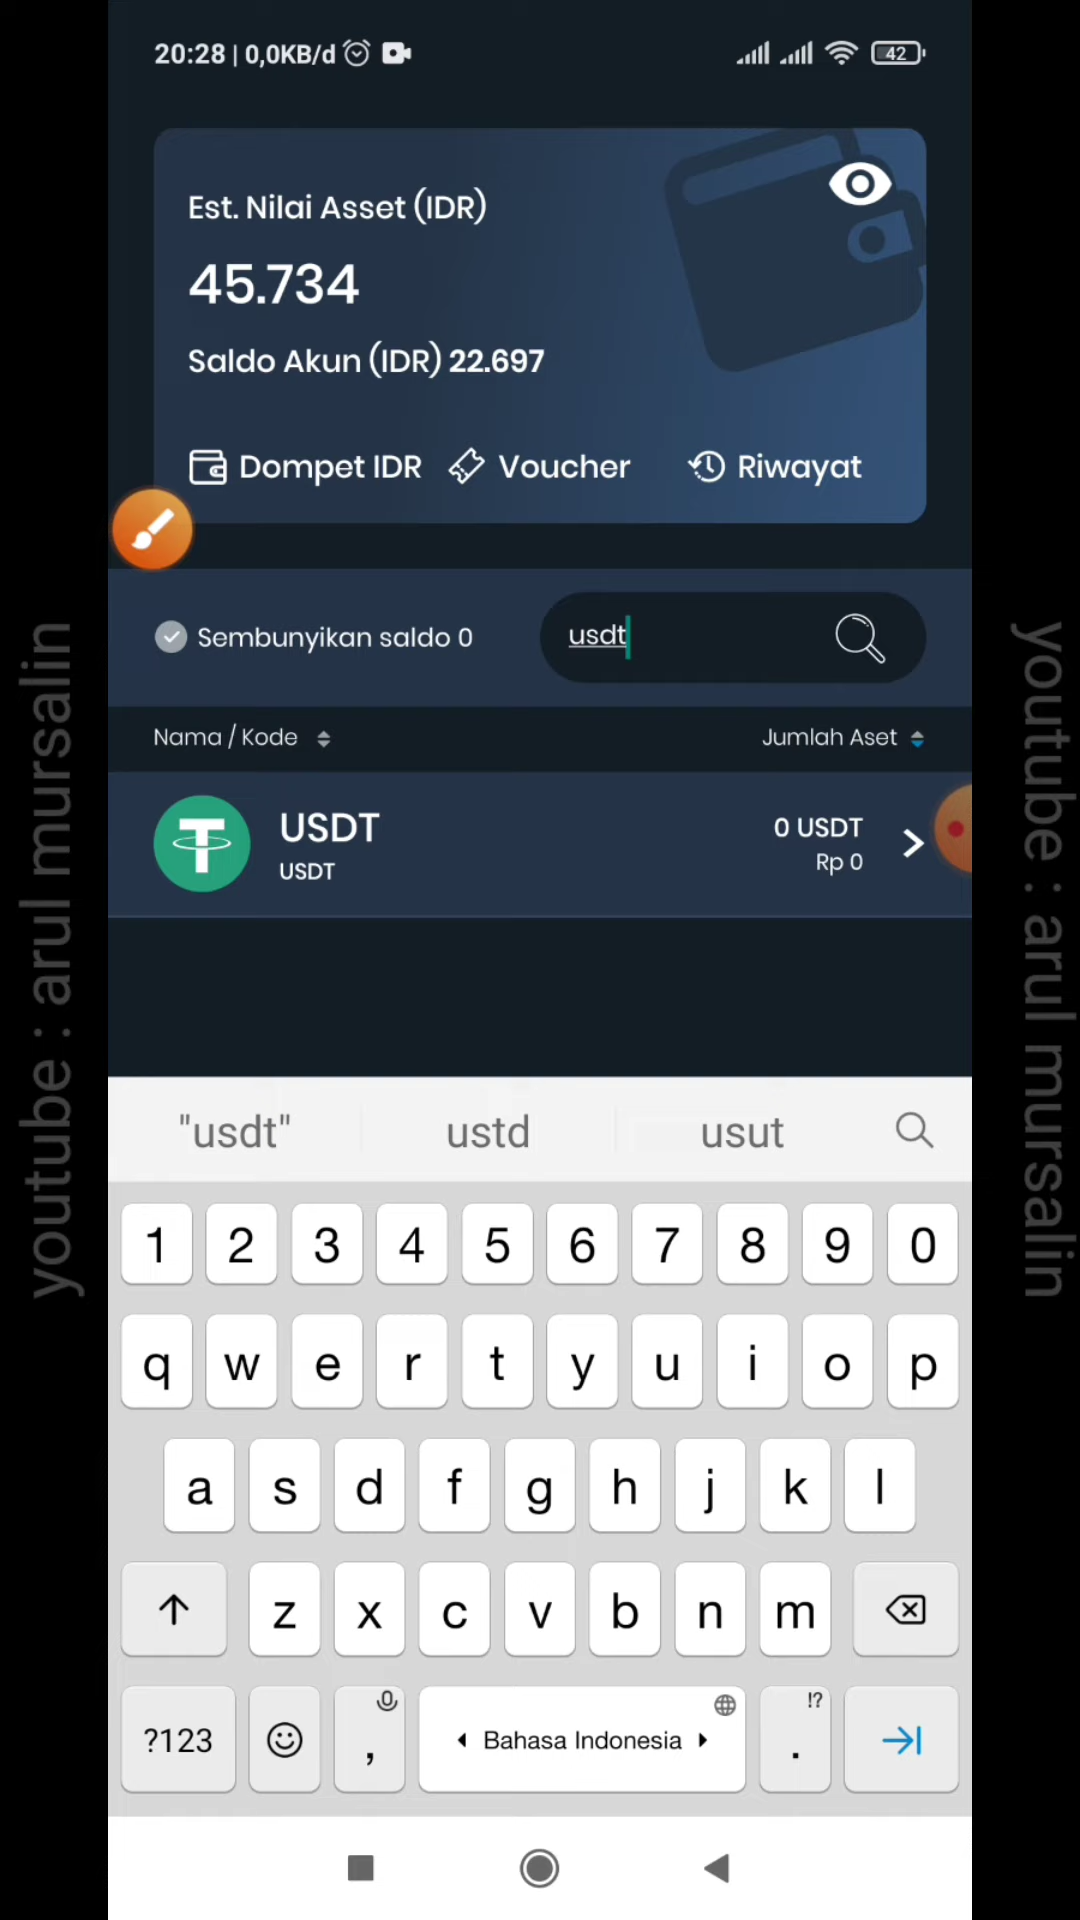 20:28 | 0,0KB/d
42
Est. Nilai Asset (IDR)
45.734
Saldo Akun (IDR) 22.697
Dompet IDR Voucher Riwayat
Sembunyikan saldo 0
usdt
Nama / Kode Jumlah Aset
USDT
USDT
0 USDT
Rp 0
"usdt" ustd usut
1 2 3 4 5 6 7 8 9 0
q w e r t y u i o p
a s d f g h j k l
z x c v b n m
?123 , Bahasa Indonesia !? .
youtube : arul mursalin
youtube : arul mursalin